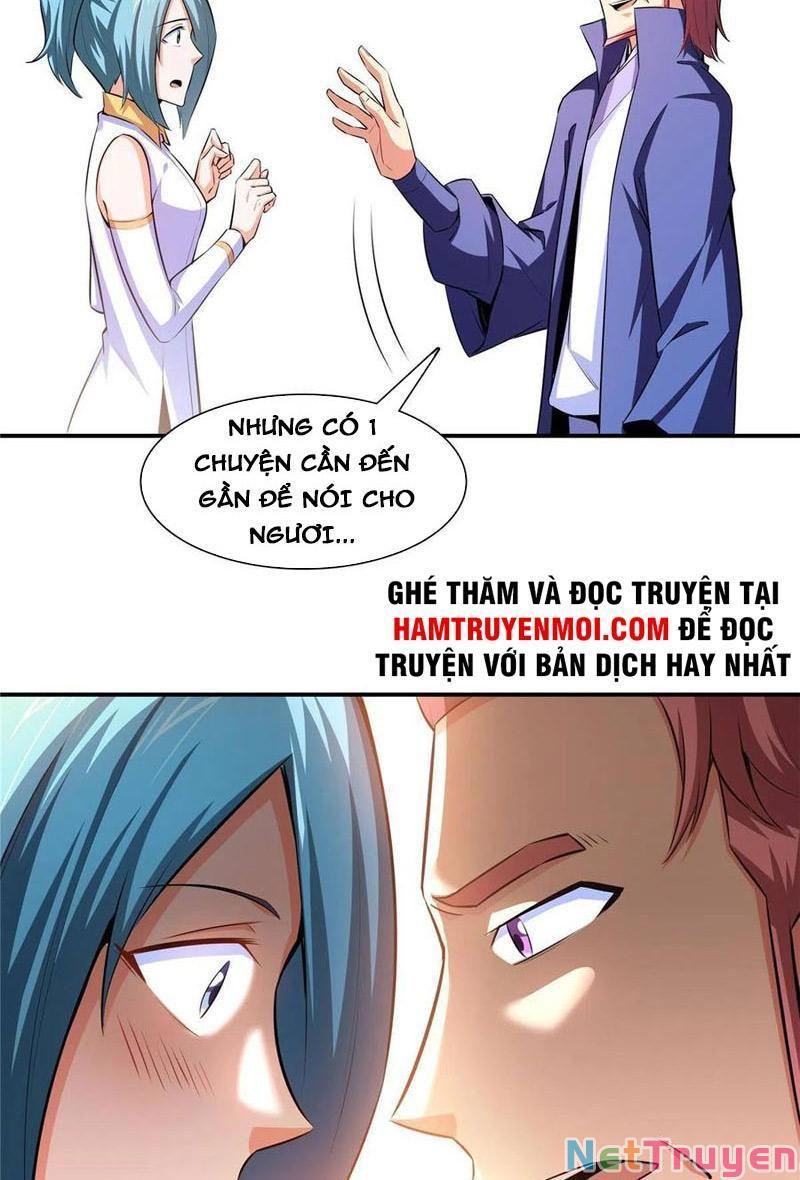 NHƯNG CÓ 1
CHUYỆN CẦN ĐẾN
GẦN ĐỂ NÓI CHO
NGƯƠI...
GHÉ THĂM VÀ ĐỌC TRUYỆN TẠI
HAMTRUYENMOI.COM ĐỂ ĐỌC
TRUYỆN VỚI BẢN DỊCH HAY NHẤT
NetTruyen